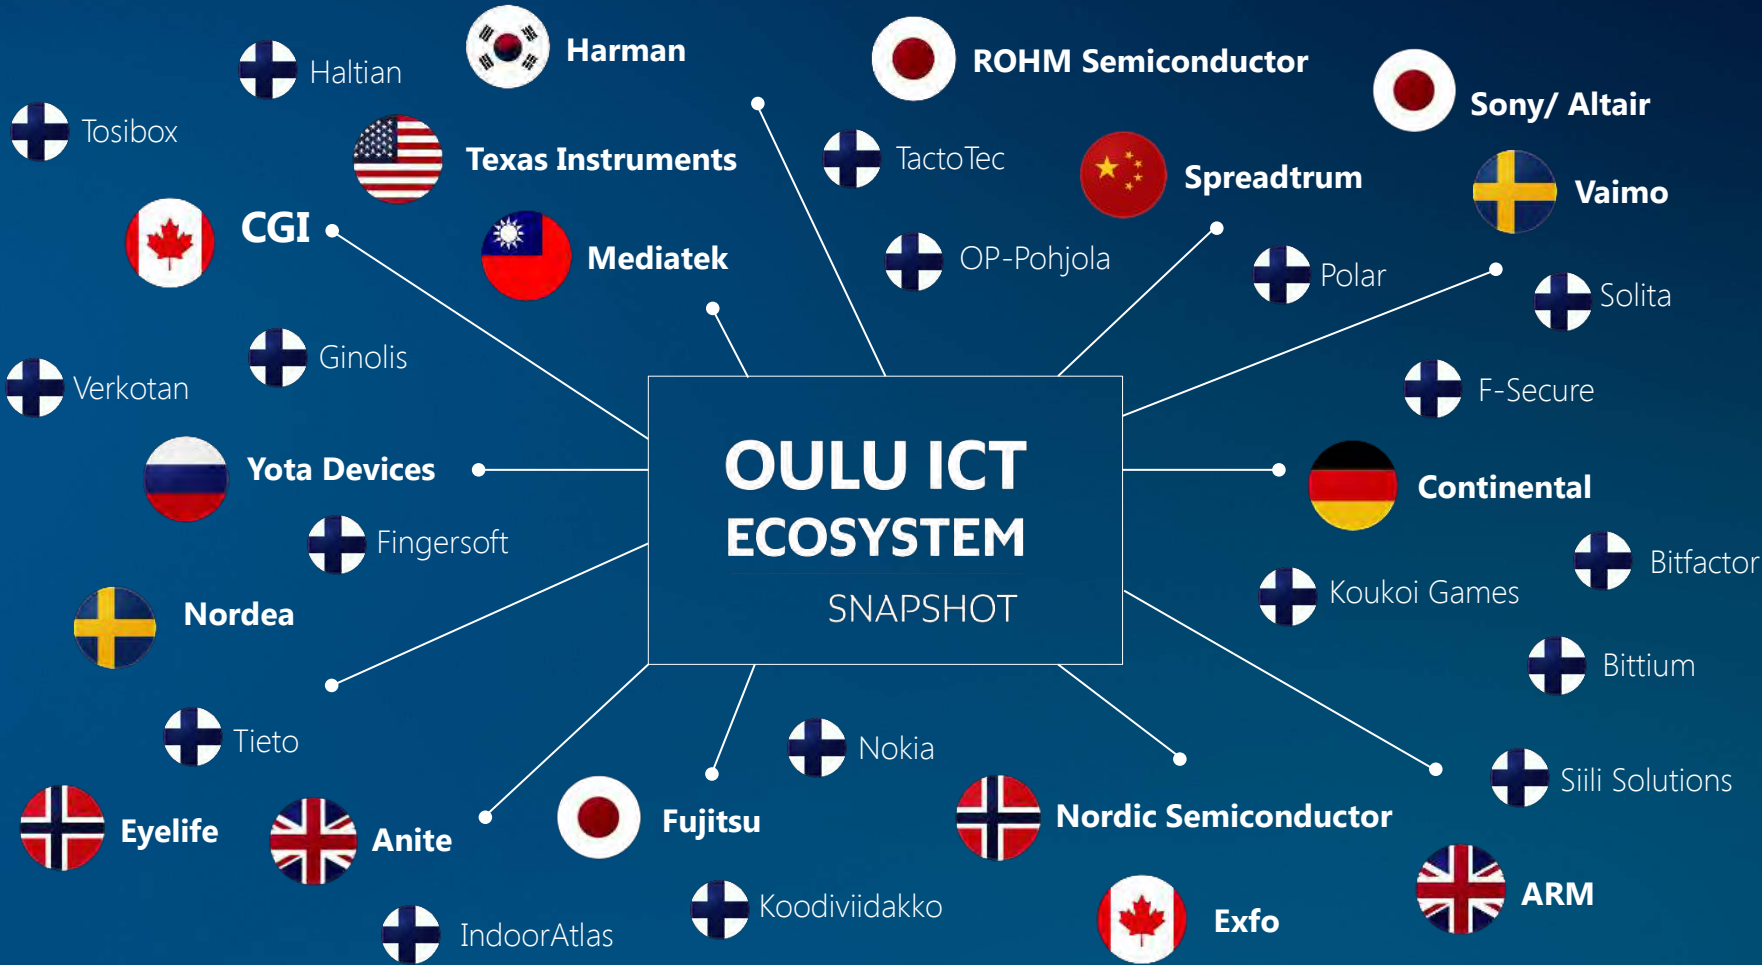 Harman
ROHM Semiconductor
Haltian
Sony/ Altair
Tosibox
Texas Instruments
TactoTec
Spreadtrum
Vaimo
CGI
Mediatek
OP-Pohjola
Polar
Solita
Ginolis
Verkotan
F-Secure
OULU ICT
ECOSYSTEM
SNAPSHOT
Yota Devices
Continental
Fingersoft
Bitfactor
Koukoi Games
Nordea
Bittium
Tieto
Nokia
Siili Solutions
Eyelife
Anite
Fujitsu
Nordic Semiconductor
ARM
Koodiviidakko
Exfo
IndoorAtlas